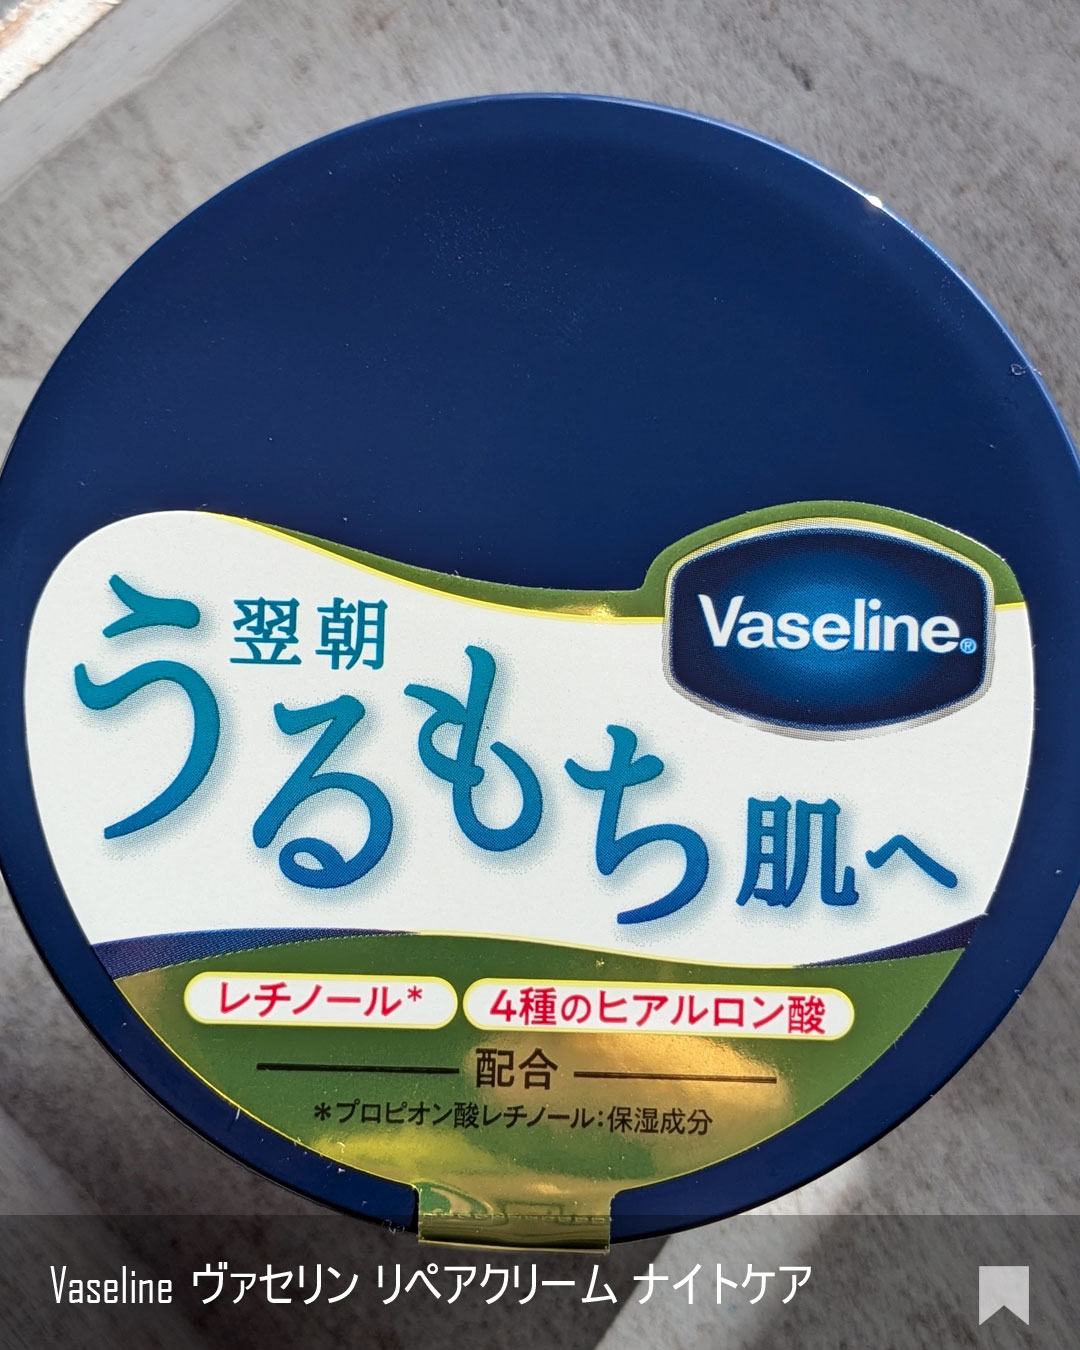 Vaseline®
翌朝
うるもち肌へ
レチノール*
4種のヒアルロン酸
配合
*プロピオン酸レチノール:保湿成分
Vaseline ヴァセリン リペアクリーム ナイトケア